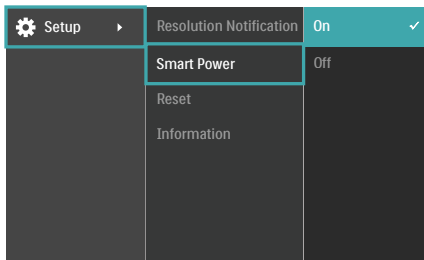 Setup
Resolution Notification
Smart Power
Reset
Information
On
Off